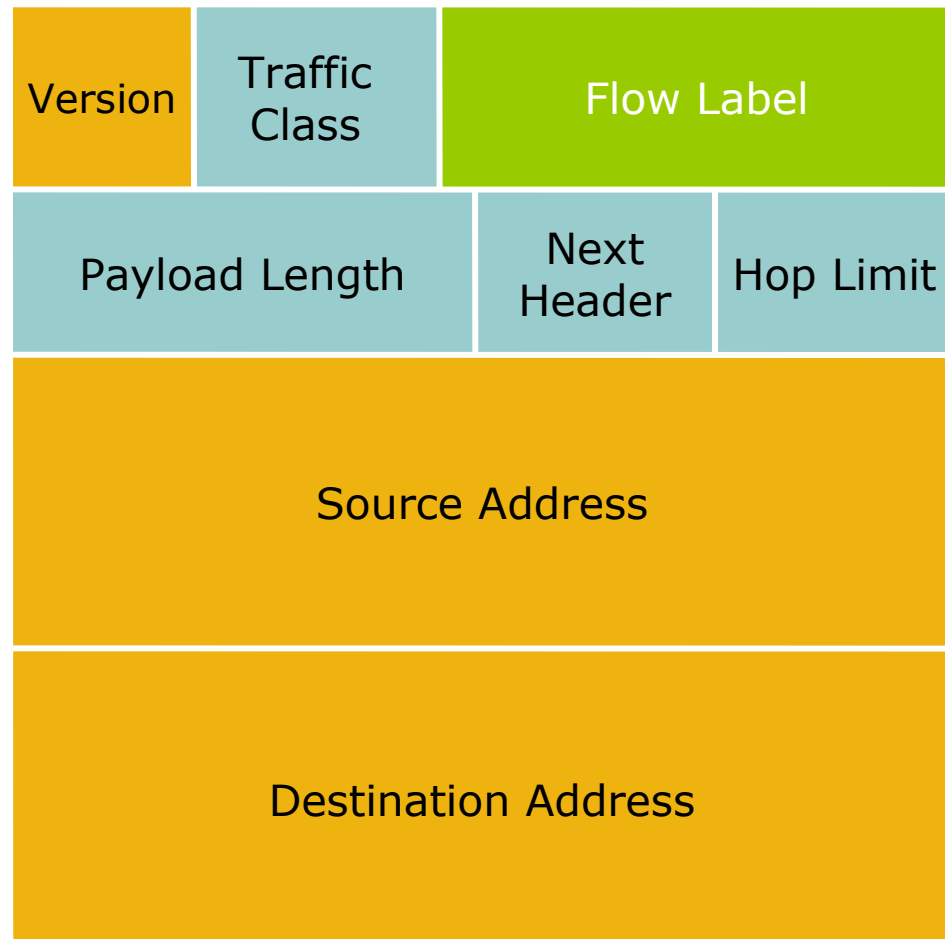 Version
Traffic
Class
Flow Label
Payload Length
Next
Header
Hop Limit
Source Address
Destination Address